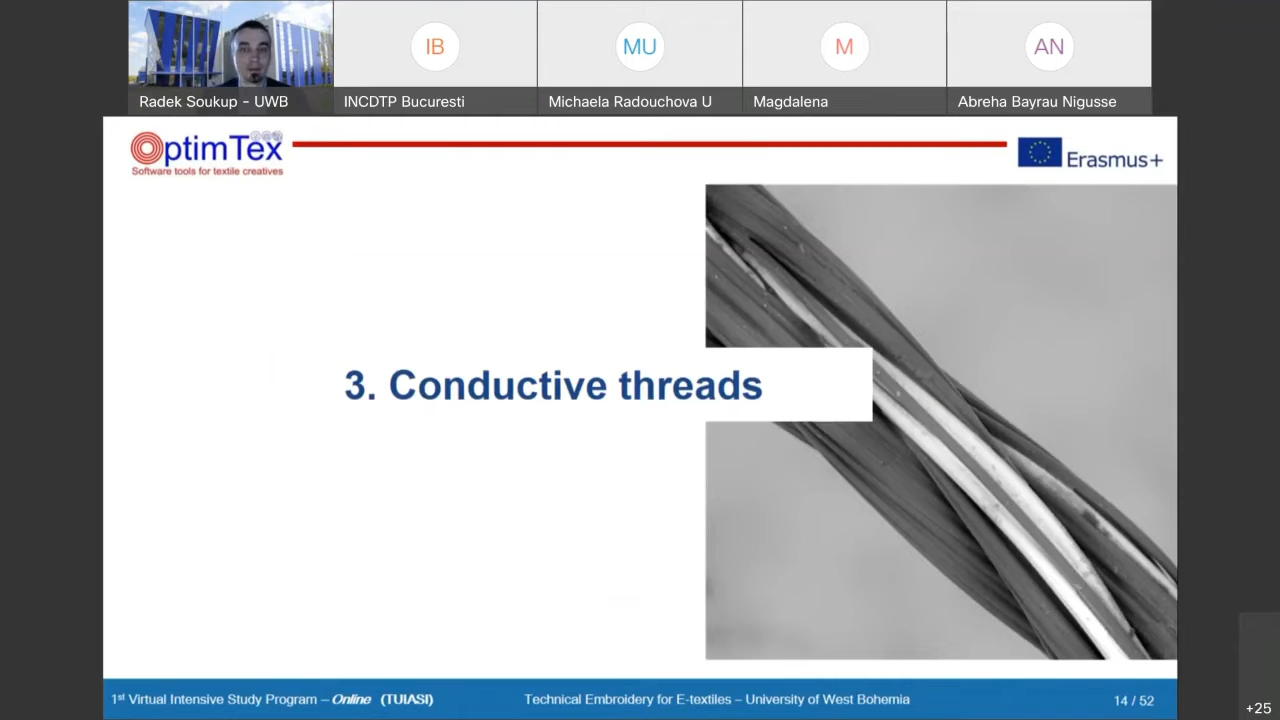 IB
MU
M
AN
Radek Soukup - UWB
INCDTP Bucuresti
Michaela Radouchova U
Magdalena
Abreha Bayrau Nigusse
OptimTex
Software tools for textile creatives
Erasmus+
3. Conductive threads
1st Virtual Intensive Study Program – Online (TUIASI)
Technical Embroidery for E-textiles – University of West Bohemia
14 / 52
+25